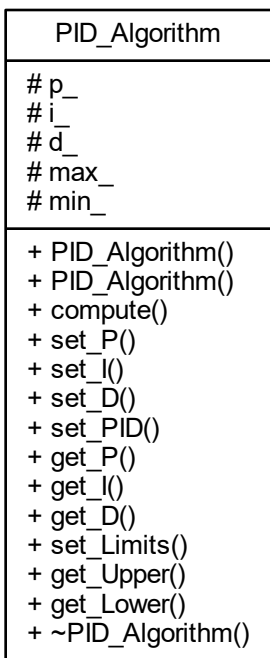 PID_Algorithm
# p_
# i_
# d_
# max_
# min_
+ PID_Algorithm()
+ PID_Algorithm()
+ compute()
+ set_P()
+ set_I()
+ set_D()
+ set_PID()
+ get_P()
+ get_I()
+ get_D()
+ set_Limits()
+ get_Upper()
+ get_Lower()
+ ~PID_Algorithm()